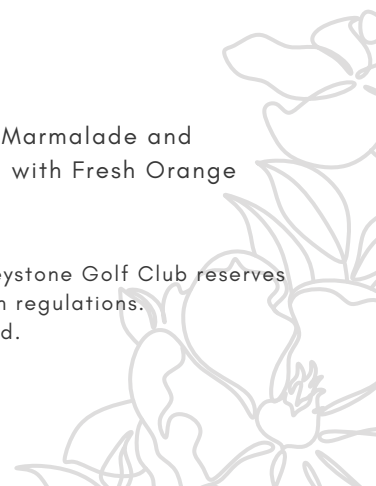 Marmalade and
with Fresh Orange
eystone Golf Club reserves
n regulations.
d.